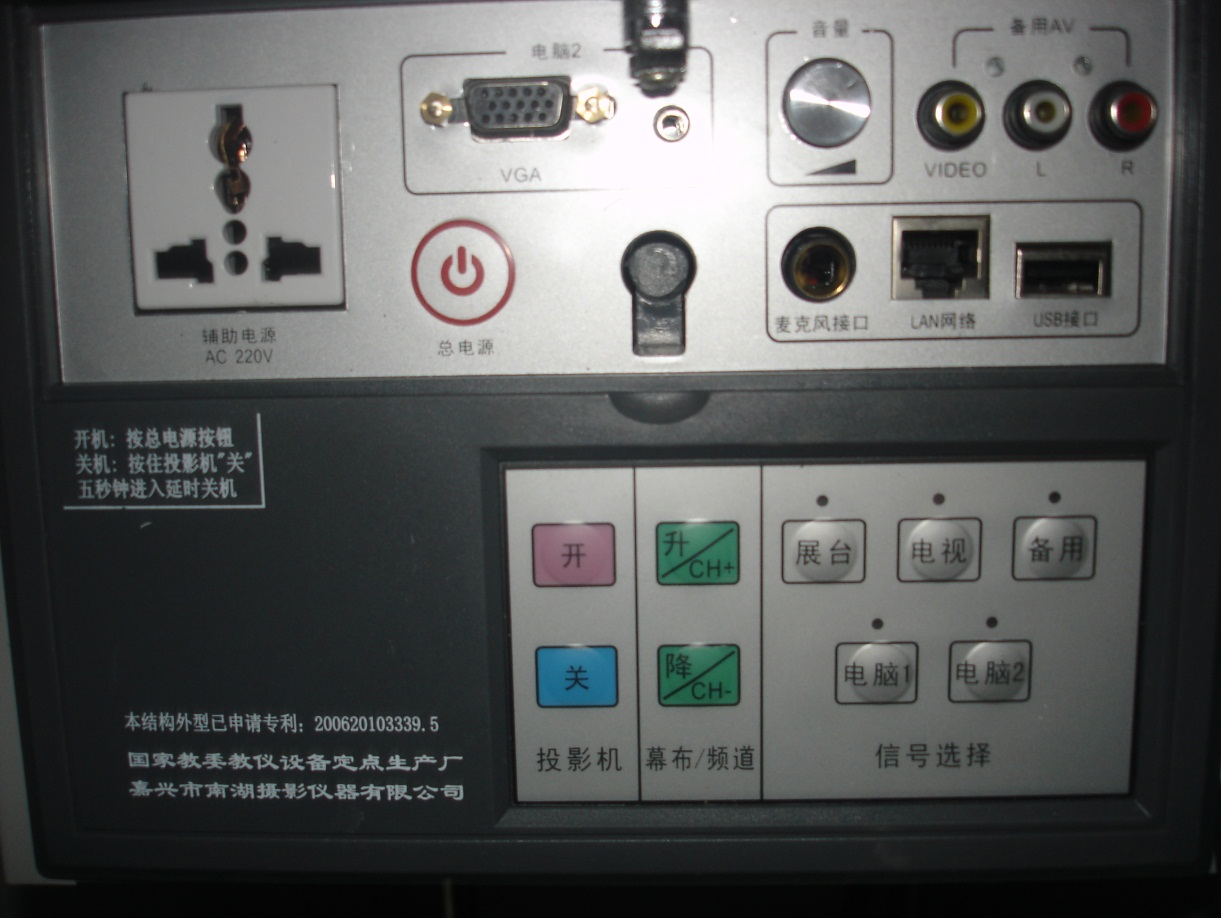 电脑2
音量
备用AV
VGA
VIDEO
L
R
辅助电源
AC 220V
总电源
麦克风接口
LAN网络
USB接口
开机：按总电源按钮
关机：按住投影机"关"
五秒钟进入延时关机
开
升/CH+
展台
电视
备用
关
降/CH-
电脑1
电脑2
投影机
幕布/频道
信号选择
本结构外型已申请专利：200620103339.5
国家教委教仪设备定点生产厂
嘉兴市南湖摄影仪器有限公司